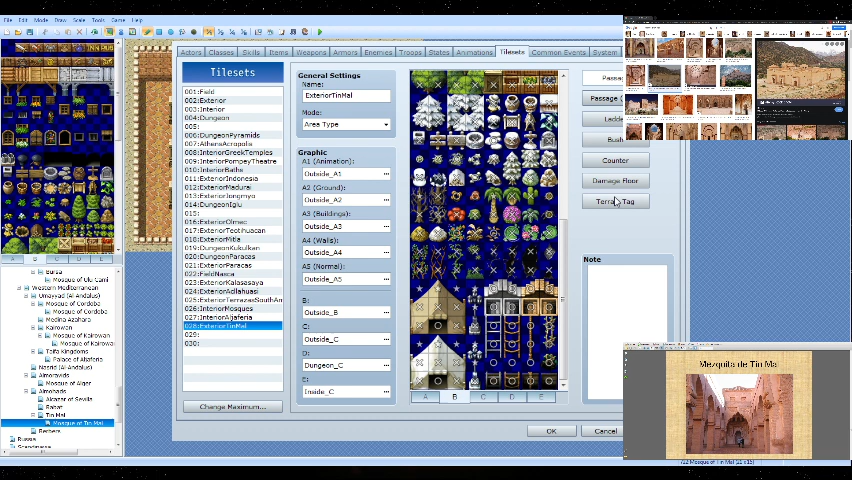 File Edit Mode Draw Scale Tools Game Help
Actors Classes Skills Items Weapons Armors Enemies Troops States Animations Tilesets Common Events System
Tilesets
001:Field
002:Exterior
003:Interior
004:Dungeon
005:
006:DungeonPyramids
007:AthensAcropolis
008:InteriorGreekTemples
009:InteriorPompeyTheatre
010:InteriorBaths
011:ExteriorIndonesia
012:ExteriorMadurai
013:ExteriorJiongmyo
014:DungeonIglu
015:
016:ExteriorOlmec
017:ExteriorTeotihuacan
018:ExteriorMitla
019:DungeonKukulkan
020:DungeonParacas
021:ExteriorParacas
022:FieldNasca
023:ExteriorKalasasaya
024:ExteriorAcllahuasi
025:ExteriorTerrazasSouthAm
026:InteriorMosques
027:InteriorAljaferia
028:ExteriorTinMal
029:
030:
Change Maximum...
General Settings
Name:
ExteriorTinMal
Mode:
Area Type
Graphic
A1 (Animation):
Outside_A1
A2 (Ground):
Outside_A2
A3 (Buildings):
Outside_A3
A4 (Walls):
Outside_A4
A5 (Normal):
Outside_A5
B:
Outside_B
C:
Outside_C
D:
Dungeon_C
E:
Inside_C
A B C D E
Passage (
Ladde
Bush
Counter
Damage Floor
Terrain Tag
Note
OK
Cancel
A B C D E
Bursa
Mosque of Ulu Cami
Western Mediterranean
Umayyad (Al-Andalus)
Mosque of Cordoba
Mosque of Cordoba
Medina Azahara
Kairowan
Mosque of Kairowan
Mosque of Kairowan
Taifa Kingdoms
Palace of Aljaferia
Nasrid (Al-Andalus)
Mosque of Alger
Almoravids
Almohads
Alcazar of Sevilla
Rabat
Tin Mal
Mosque of Tin Mal
Berbers
Russia
Mezquita de Tin Mal